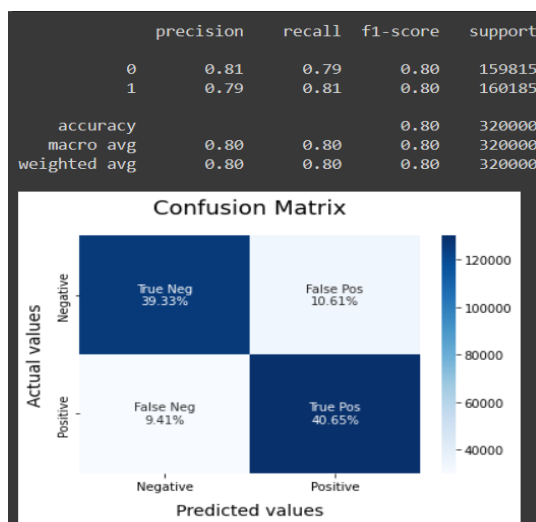 precision recall f1-score support
0 0.81 0.79 0.80 159815
1 0.79 0.81 0.80 160185
accuracy 0.80 320000
macro avg 0.80 0.80 0.80 320000
weighted avg 0.80 0.80 0.80 320000
Confusion Matrix
Actual values
Negative
Positive
True Neg
39.33%
False Pos
10.61%
False Neg
9.41%
True Pos
40.65%
120000
100000
80000
60000
40000
Negative Positive
Predicted values